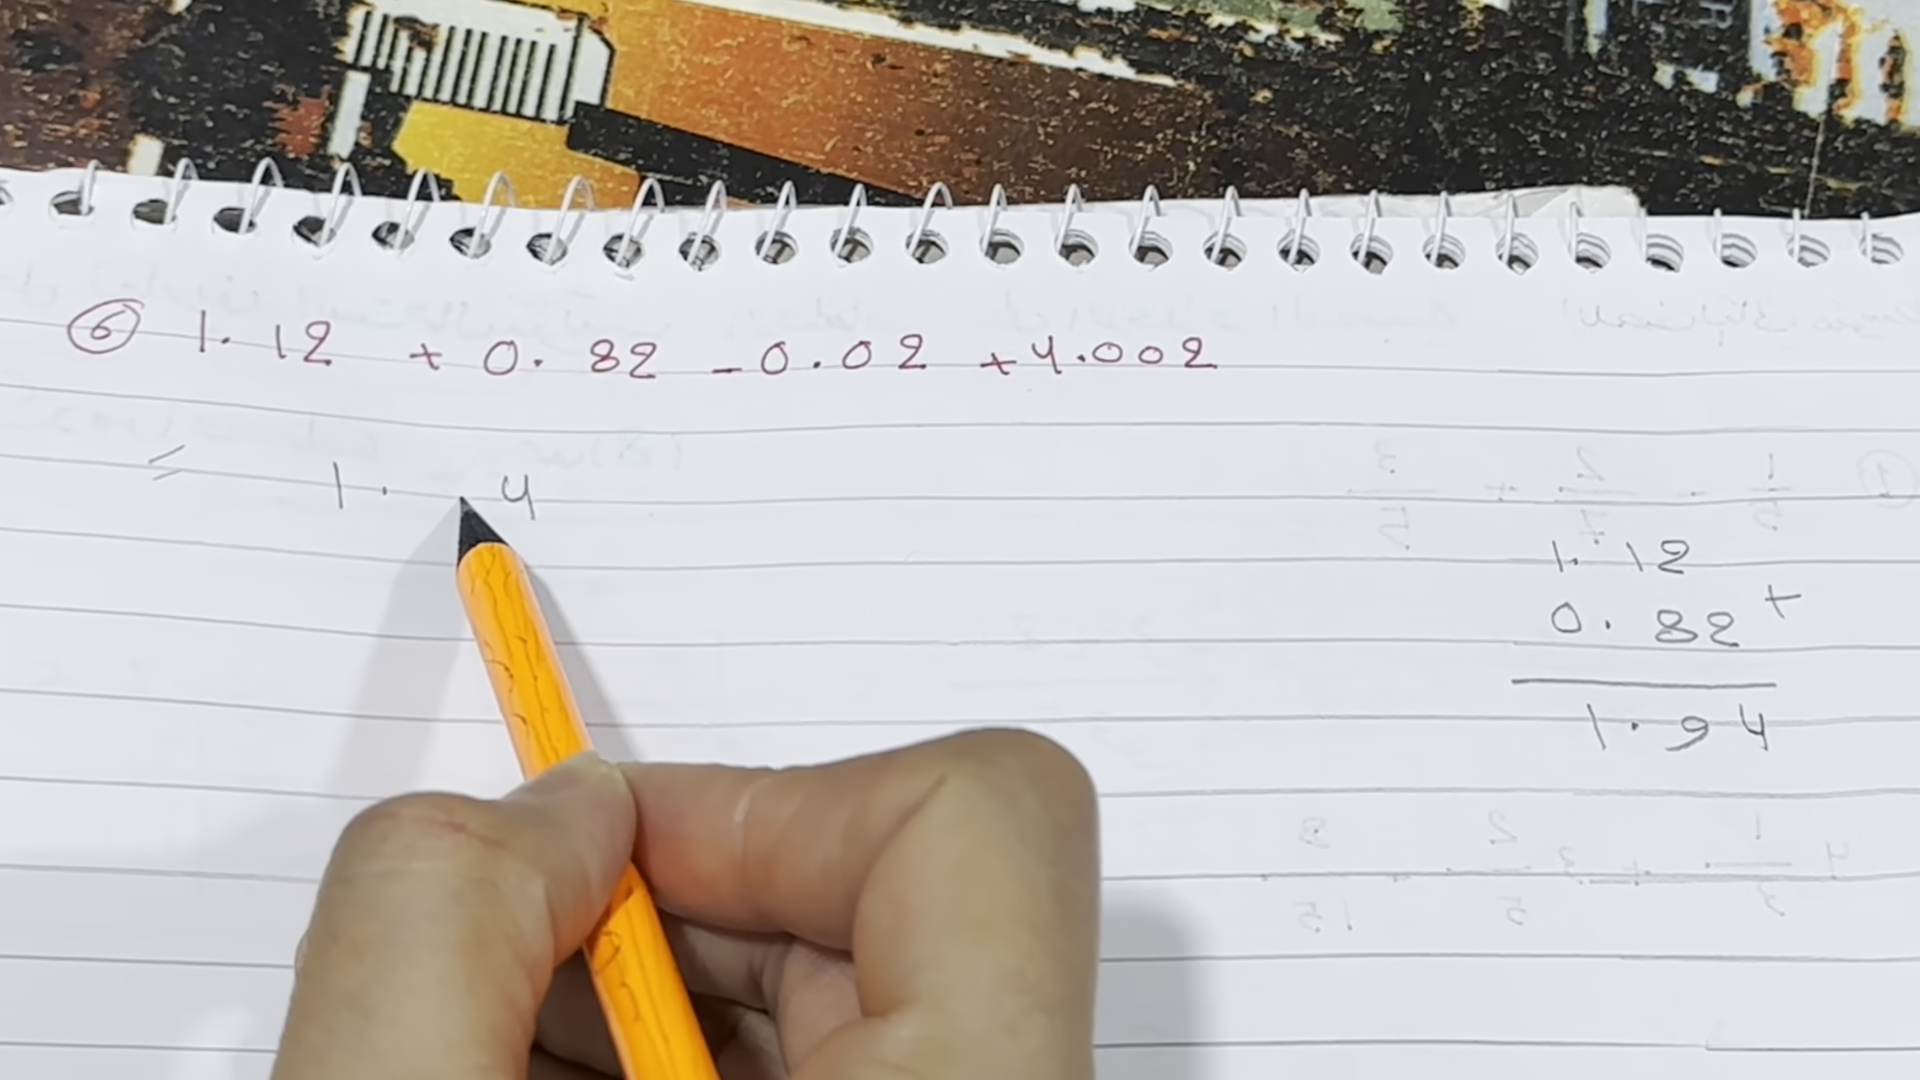 ⑥ 1.12 + 0.82 - 0.02 + 4.002
= 1. 4
1.12
0.82 +
1.94